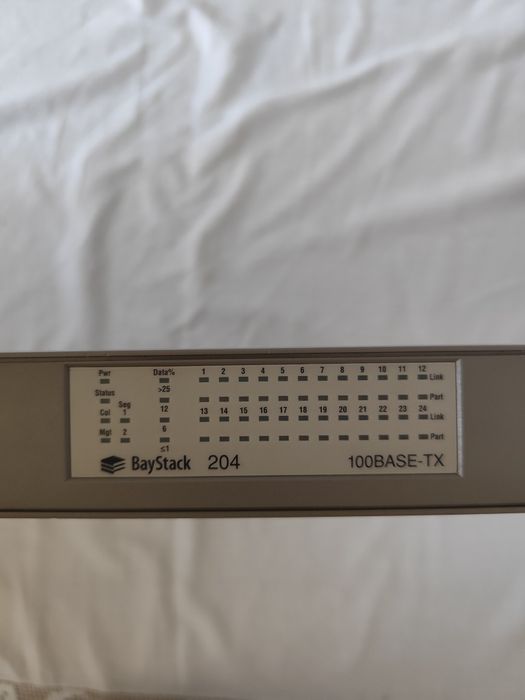 Pwr Data% 1 2 3 4 5 6 7 8 9 10 11 12
Link
>25
Status Part
Seg
Col 1 12 13 14 15 16 17 18 19 20 21 22 23 24
Link
Mgt 2 6 Part
≤1
BayStack 204 100BASE-TX